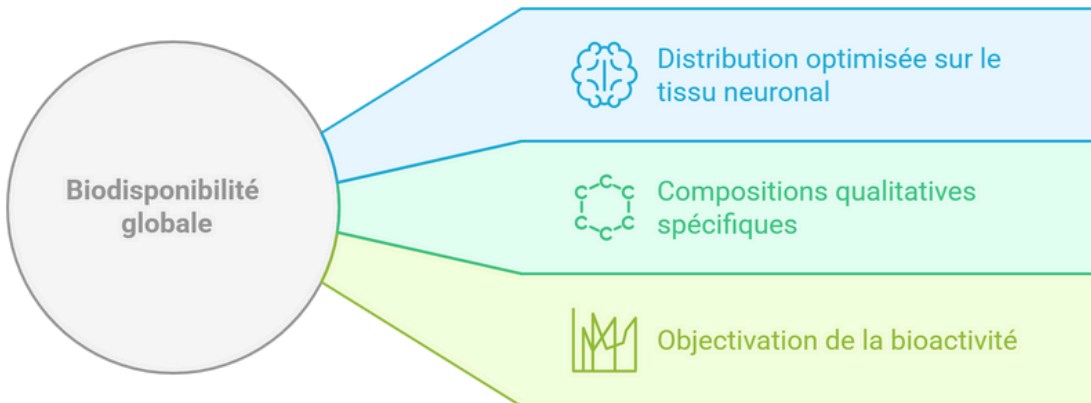 Biodisponibilité
globale
Distribution optimisée sur le
tissu neuronal
C
C C
C C
C
Compositions qualitatives
spécifiques
Objectivation de la bioactivité